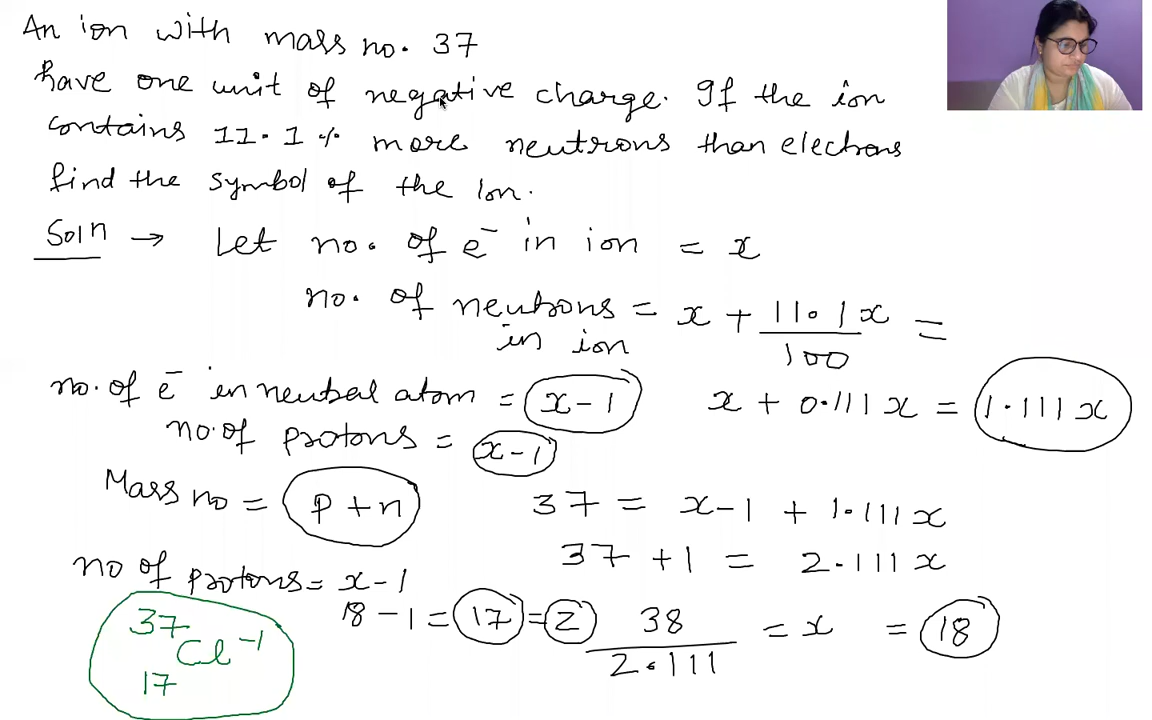 An ion with mass no. 37
have one unit of negative charge. If the ion
contains 11.1% more neutrons than electrons
find the symbol of the Ion.
Soln → Let no. of e⁻ in ion = x
no. of neutrons = x + 11.1x/100 =
in ion
no. of e⁻ in neutral atom = x-1
x + 0.111x = 1.111x
no. of protons = x-1
Mass no = p+n
37 = x-1 + 1.111x
37 + 1 = 2.111x
no of protons = x-1
18-1 = 17 = Z
38/2.111 = x = 18
37
Cl⁻¹
17